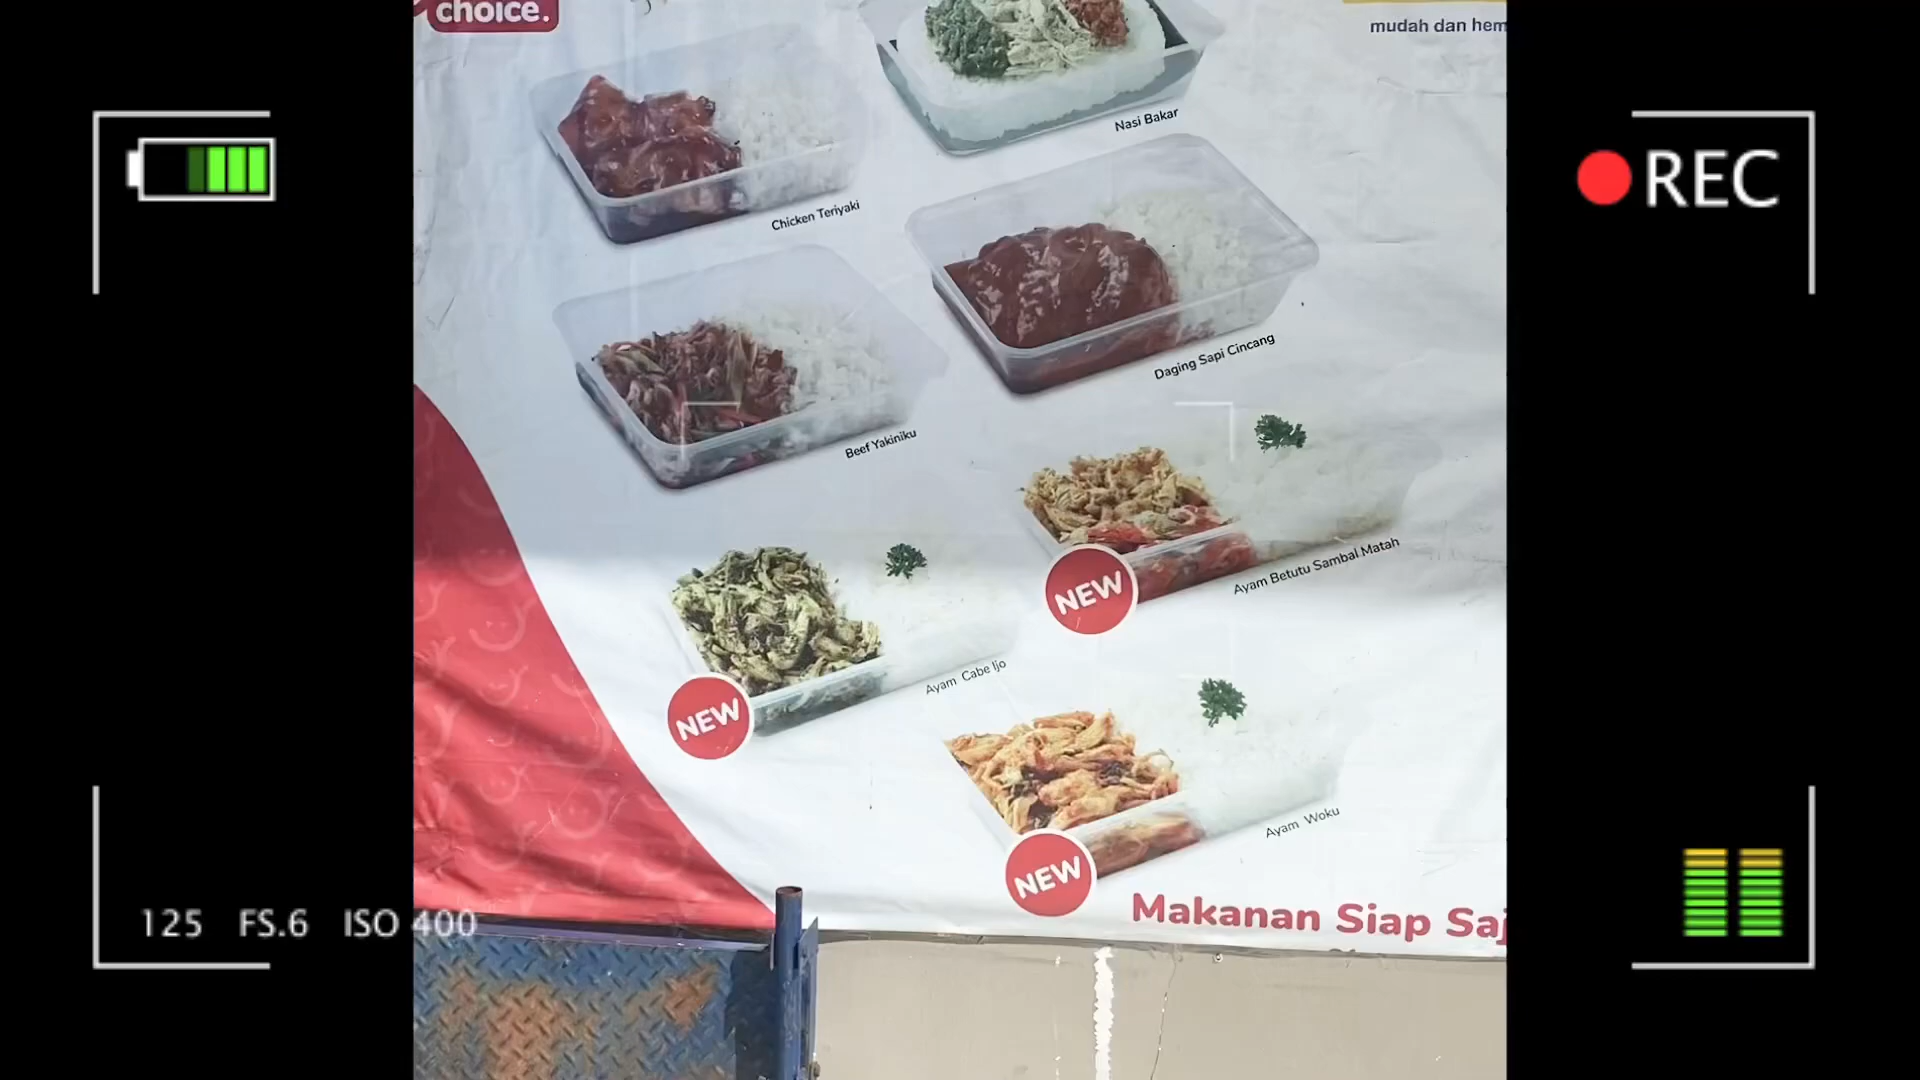 choice.
mudah dan hem
Nasi Bakar
REC
Chicken Teriyaki
Daging Sapi Cincang
Beef Yakiniku
Ayam Betutu Sambal Matah
NEW
Ayam Cabe Ijo
NEW
Ayam Woku
NEW
Makanan Siap Saj
125 FS.6 ISO 400